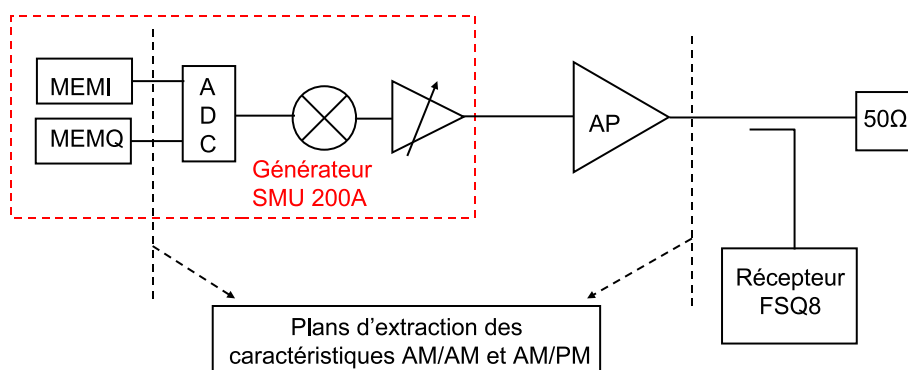 MEMI
MEMQ
A
D
C
Générateur
SMU 200A
AP
50Ω
Récepteur
FSQ8
Plans d'extraction des
caractéristiques AM/AM et AM/PM